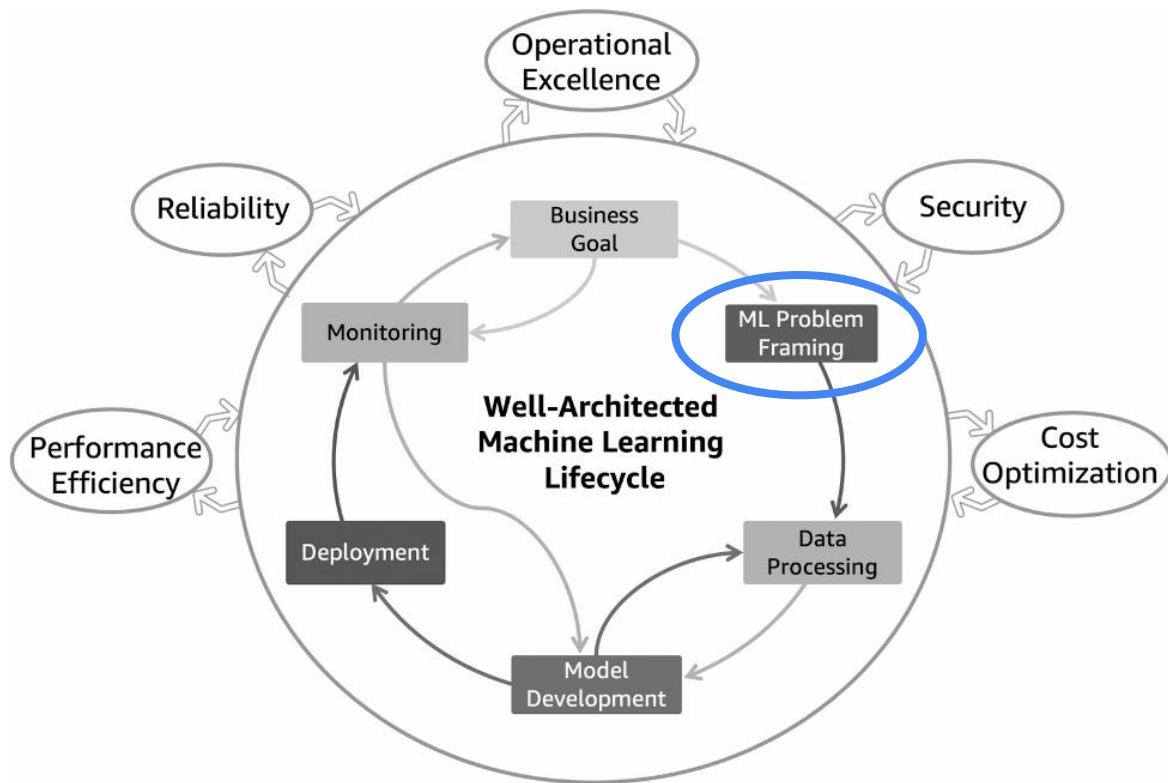 Operational
Excellence
Reliability
Security
Business
Goal
Monitoring
ML Problem
Framing
Well-Architected
Machine Learning
Lifecycle
Performance
Efficiency
Cost
Optimization
Deployment
Data
Processing
Model
Development